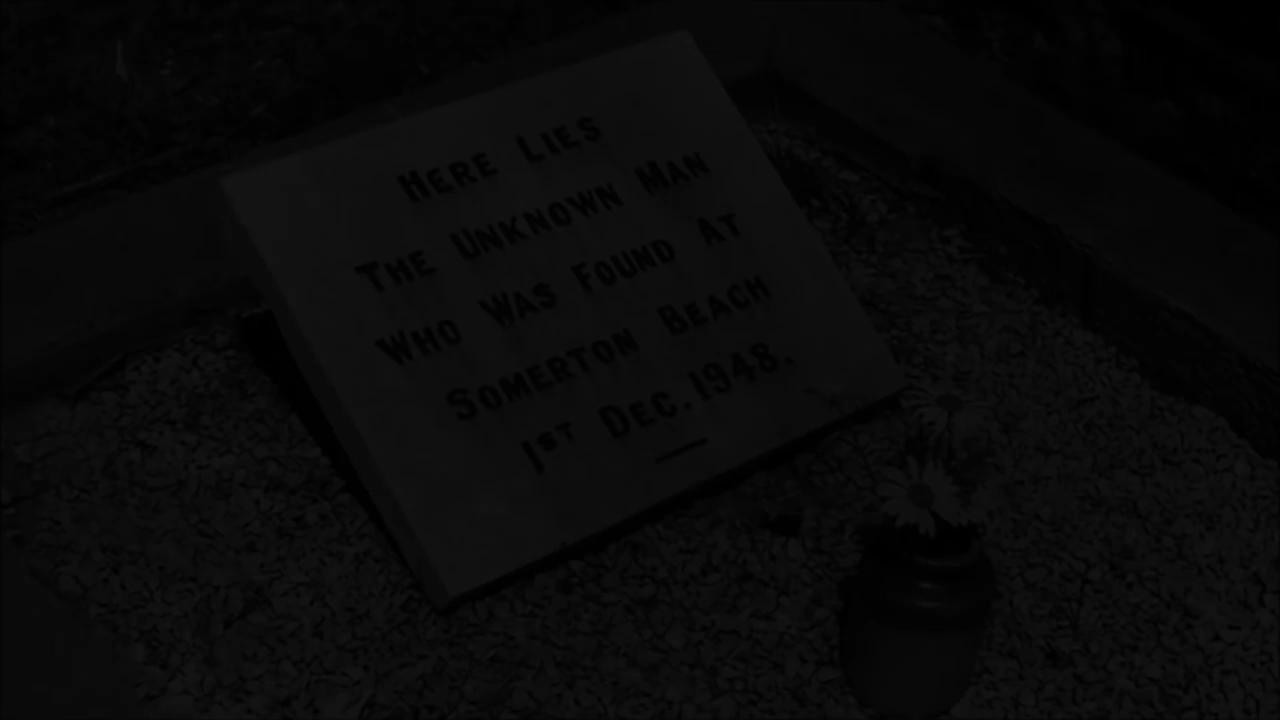 Here Lies
The Unknown Man
Who Was Found At
Somerton Beach
1st Dec. 1948.